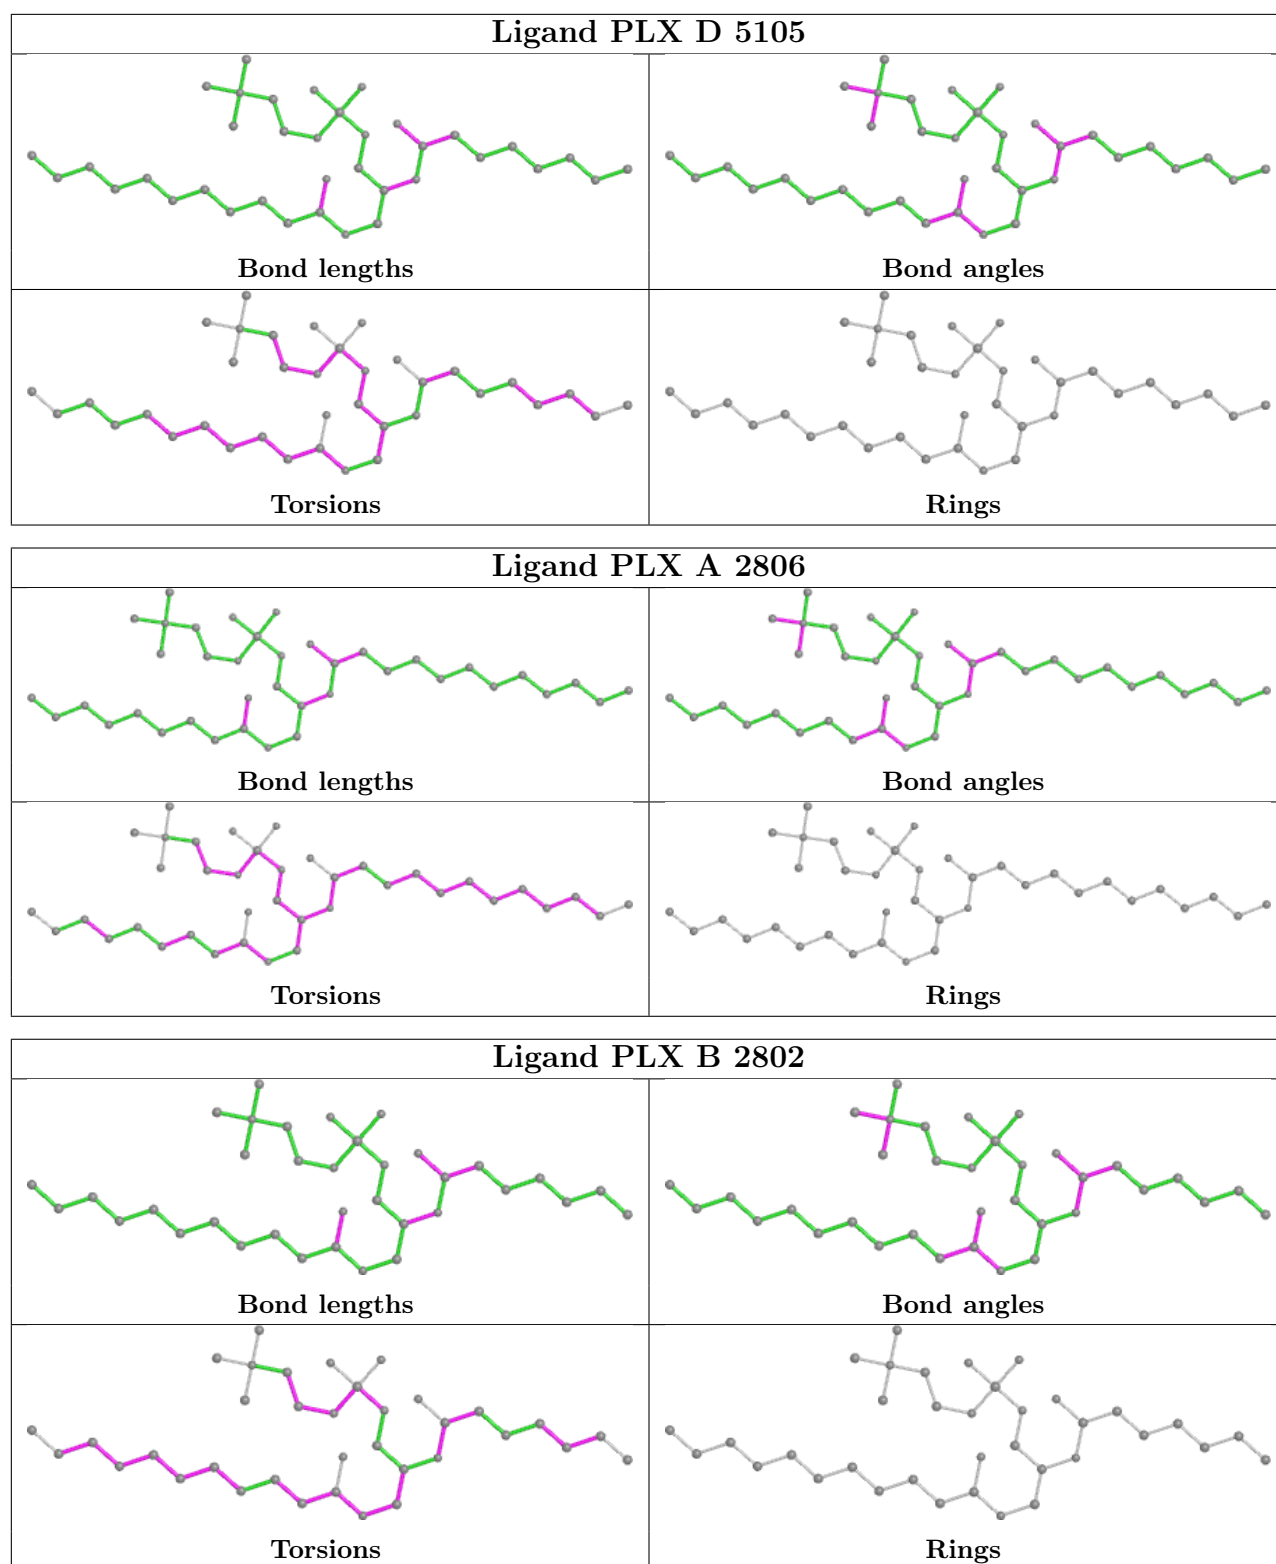 Ligand PLX D 5105
Bond lengths
Bond angles
Torsions
Rings
Ligand PLX A 2806
Bond lengths
Bond angles
Torsions
Rings
Ligand PLX B 2802
Bond lengths
Bond angles
Torsions
Rings